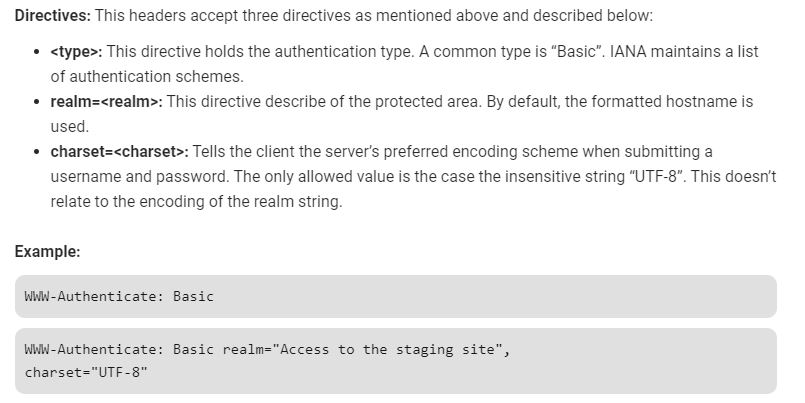 Directives: This headers accept three directives as mentioned above and described below:
• <type>: This directive holds the authentication type. A common type is “Basic”. IANA maintains a list
of authentication schemes.
• realm=<realm>: This directive describe of the protected area. By default, the formatted hostname is
used.
• charset=<charset>: Tells the client the server’s preferred encoding scheme when submitting a
username and password. The only allowed value is the case the insensitive string “UTF-8”. This doesn’t
relate to the encoding of the realm string.
Example:
WWW-Authenticate: Basic
WWW-Authenticate: Basic realm="Access to the staging site",
charset="UTF-8"